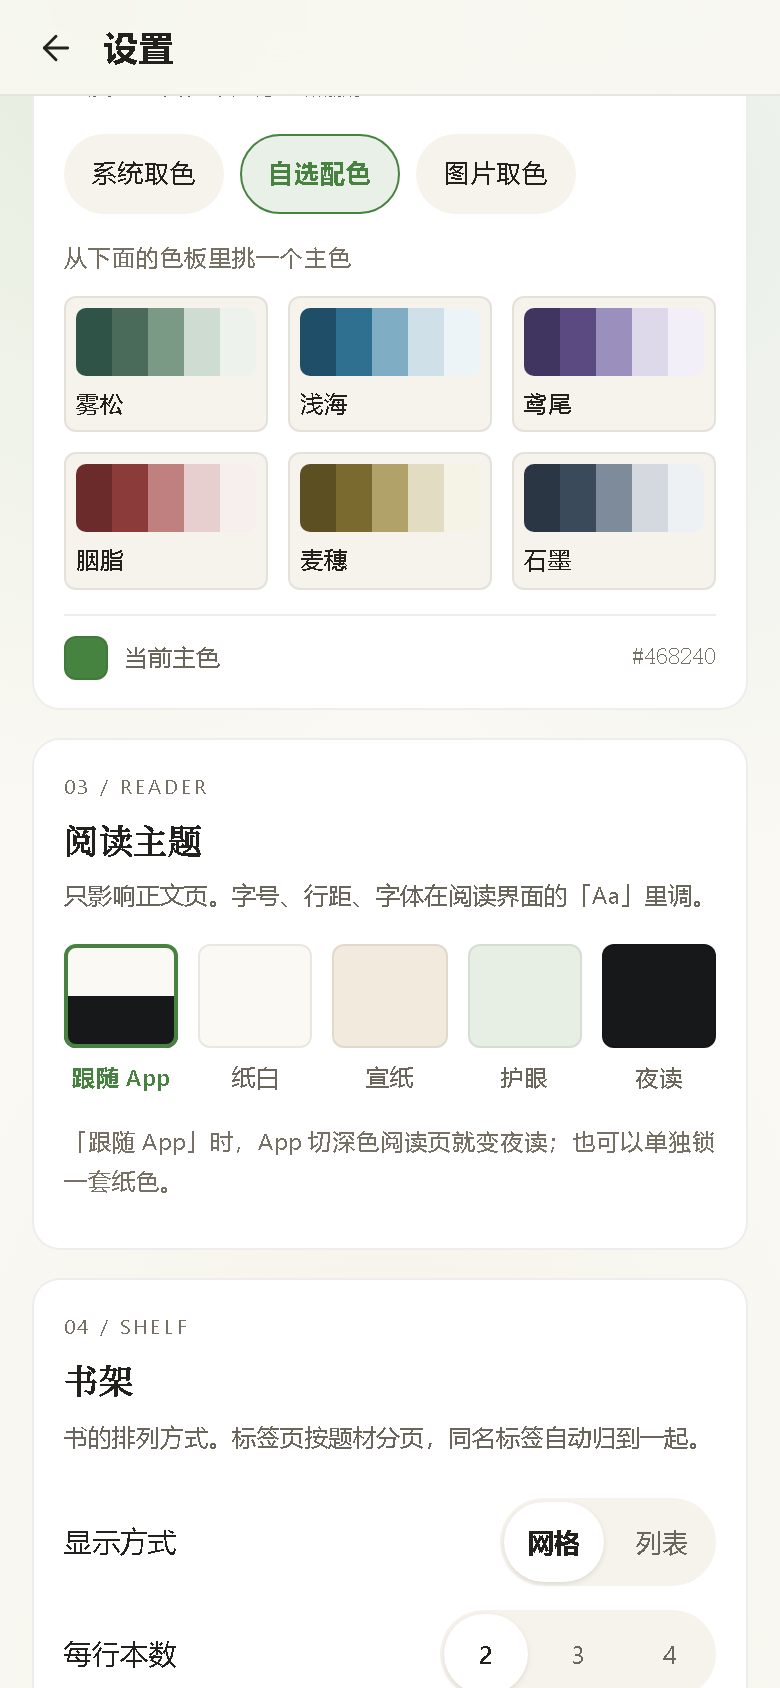 设置
系统取色 自选配色 图片取色
从下面的色板里挑一个主色
雾松 浅海 鸢尾
胭脂 麦穗 石墨
当前主色 #468240
03 / READER
阅读主题
只影响正文页。字号、行距、字体在阅读界面的「Aa」里调。
跟随 App 纸白 宣纸 护眼 夜读
「跟随 App」时，App 切深色阅读页就变夜读；也可以单独锁
一套纸色。
04 / SHELF
书架
书的排列方式。标签页按题材分页，同名标签自动归到一起。
显示方式 网格 列表
每行本数 2 3 4